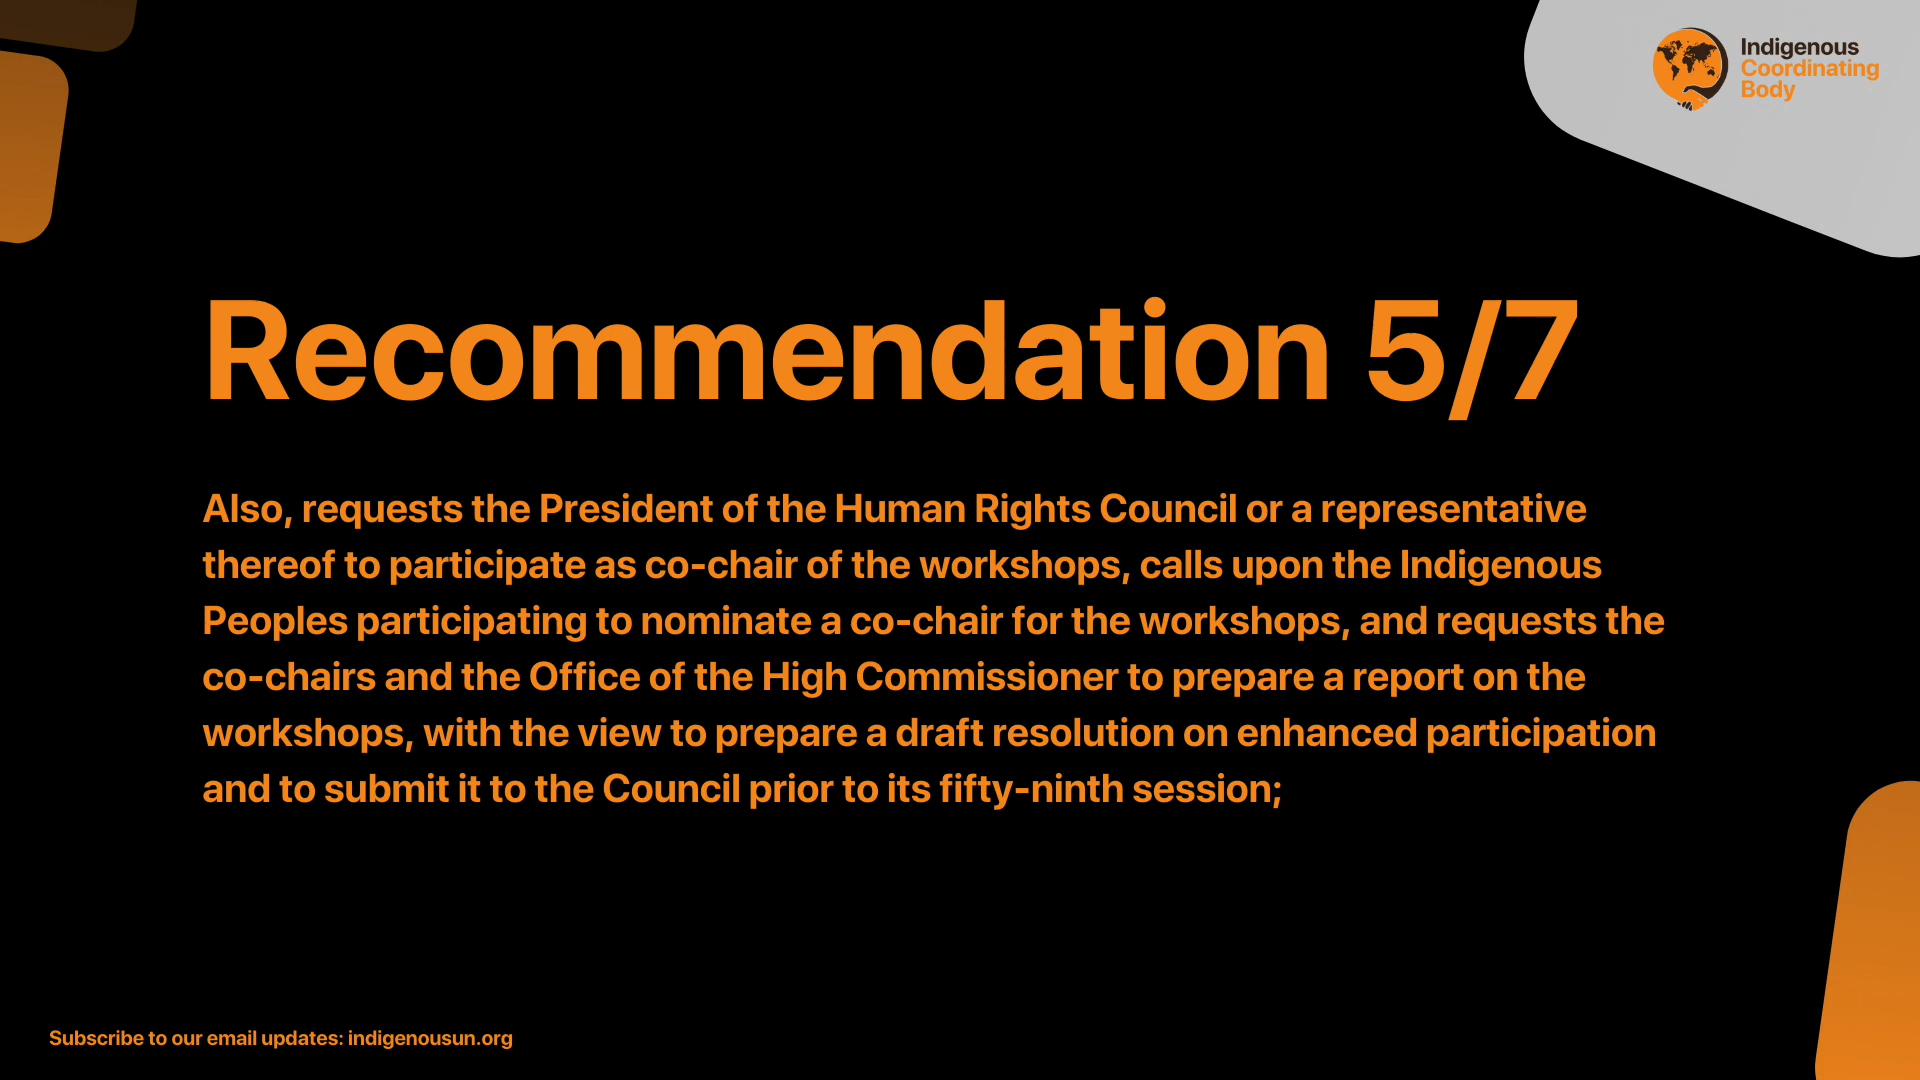 Indigenous
Coordinating
Body
Recommendation 5/7
Also, requests the President of the Human Rights Council or a representative
thereof to participate as co-chair of the workshops, calls upon the Indigenous
Peoples participating to nominate a co-chair for the workshops, and requests the
co-chairs and the Office of the High Commissioner to prepare a report on the
workshops, with the view to prepare a draft resolution on enhanced participation
and to submit it to the Council prior to its fifty-ninth session;
Subscribe to our email updates: indigenousun.org